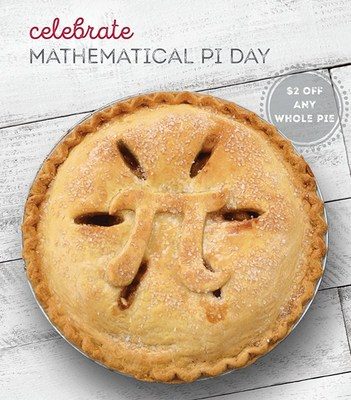 celebrate
MATHEMATICAL PI DAY
$2 OFF
ANY
WHOLE PIE
π